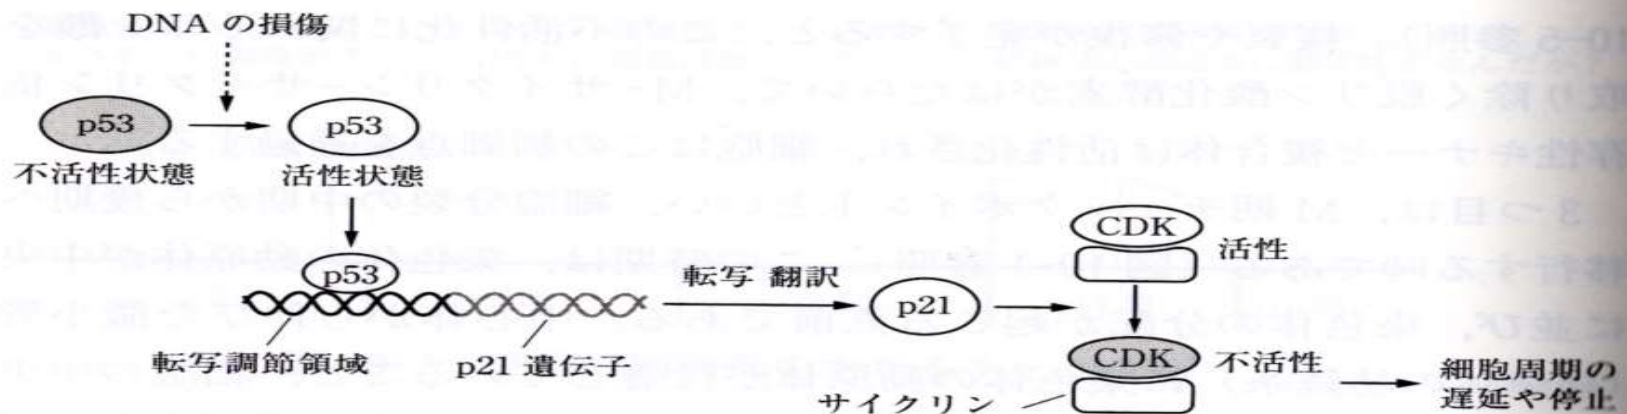 DNA の損傷
p53
p53
不活性状態
活性状態
p53
転写調節領域
p21 遺伝子
転写 翻訳
p21
CDK
活性
CDK
不活性
サイクリン
細胞周期の
遅延や停止